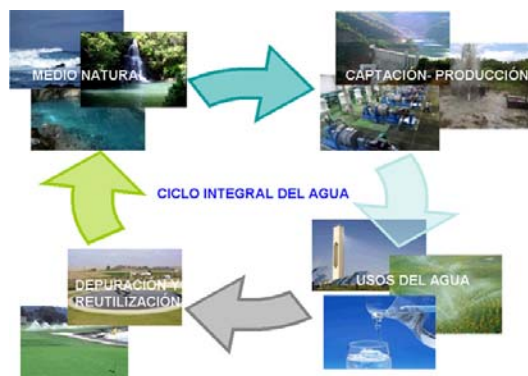 MEDIO NATURAL
CAPTACIÓN- PRODUCCIÓN
CICLO INTEGRAL DEL AGUA
DEPURACIÓN Y
REUTILIZACIÓN
USOS DEL AGUA